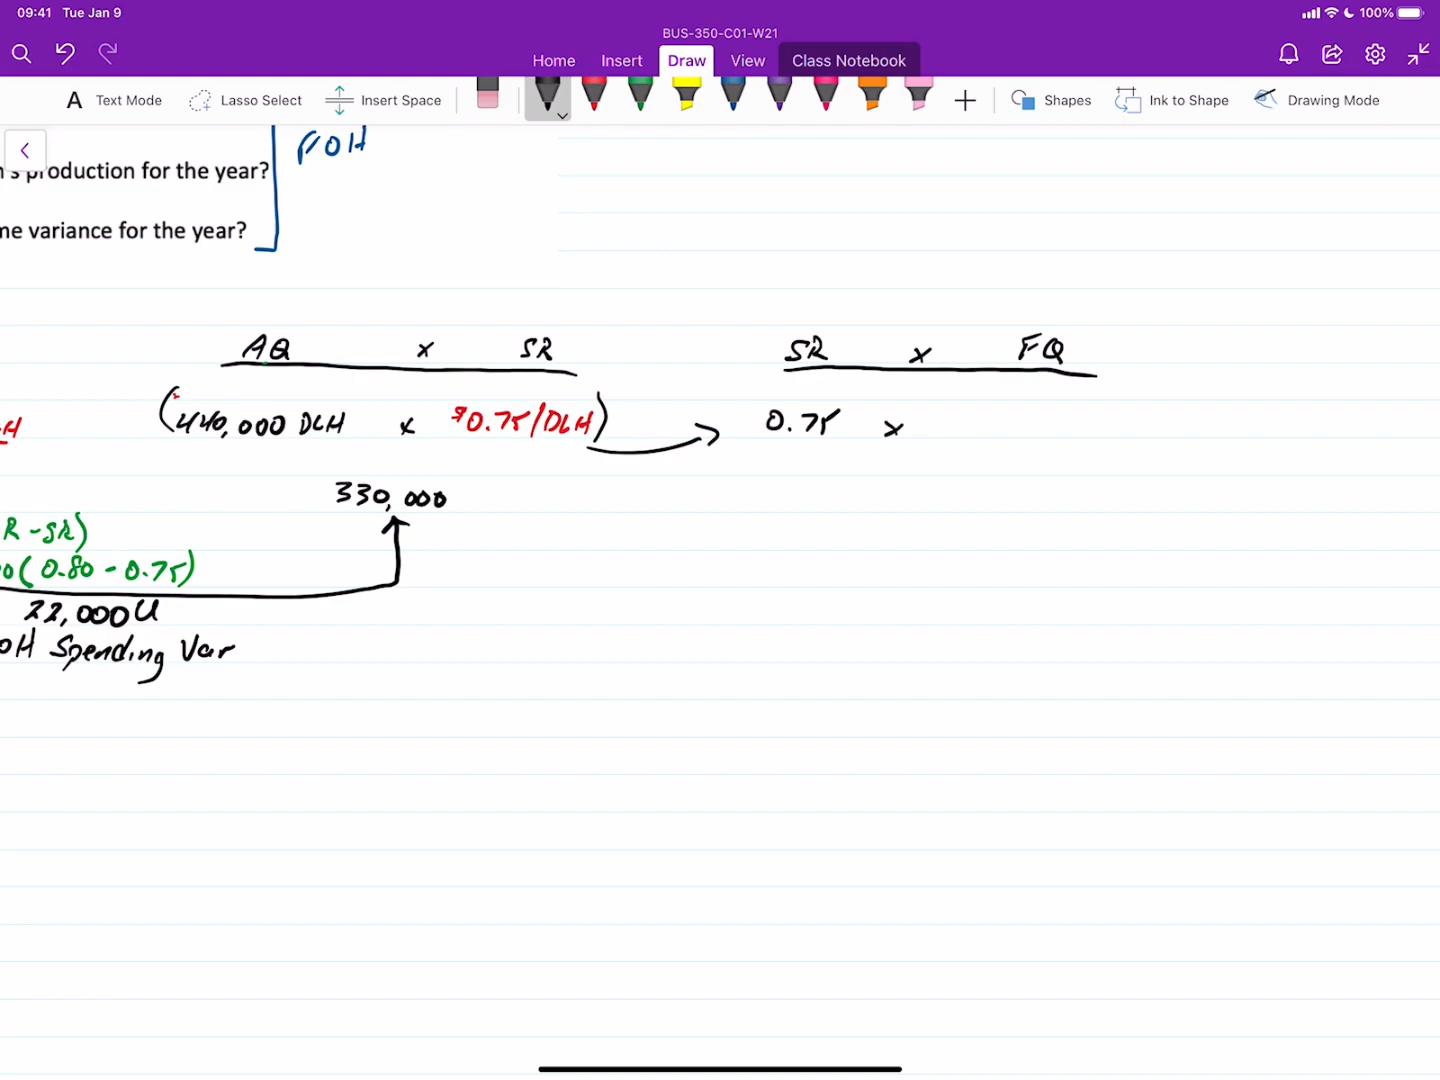 09:41 Tue Jan 9
100%
BUS-350-C01-W21
Home Insert Draw View Class Notebook
Text Mode Lasso Select Insert Space Shapes Ink to Shape Drawing Mode
FOH
production for the year?
me variance for the year?
AQ x SR SR x FQ
(440,000 DLH x $0.75/DLH) 0.75 x
H
330,000
R - SR)
0(0.80 - 0.75)
22,000U
OH Spending Var